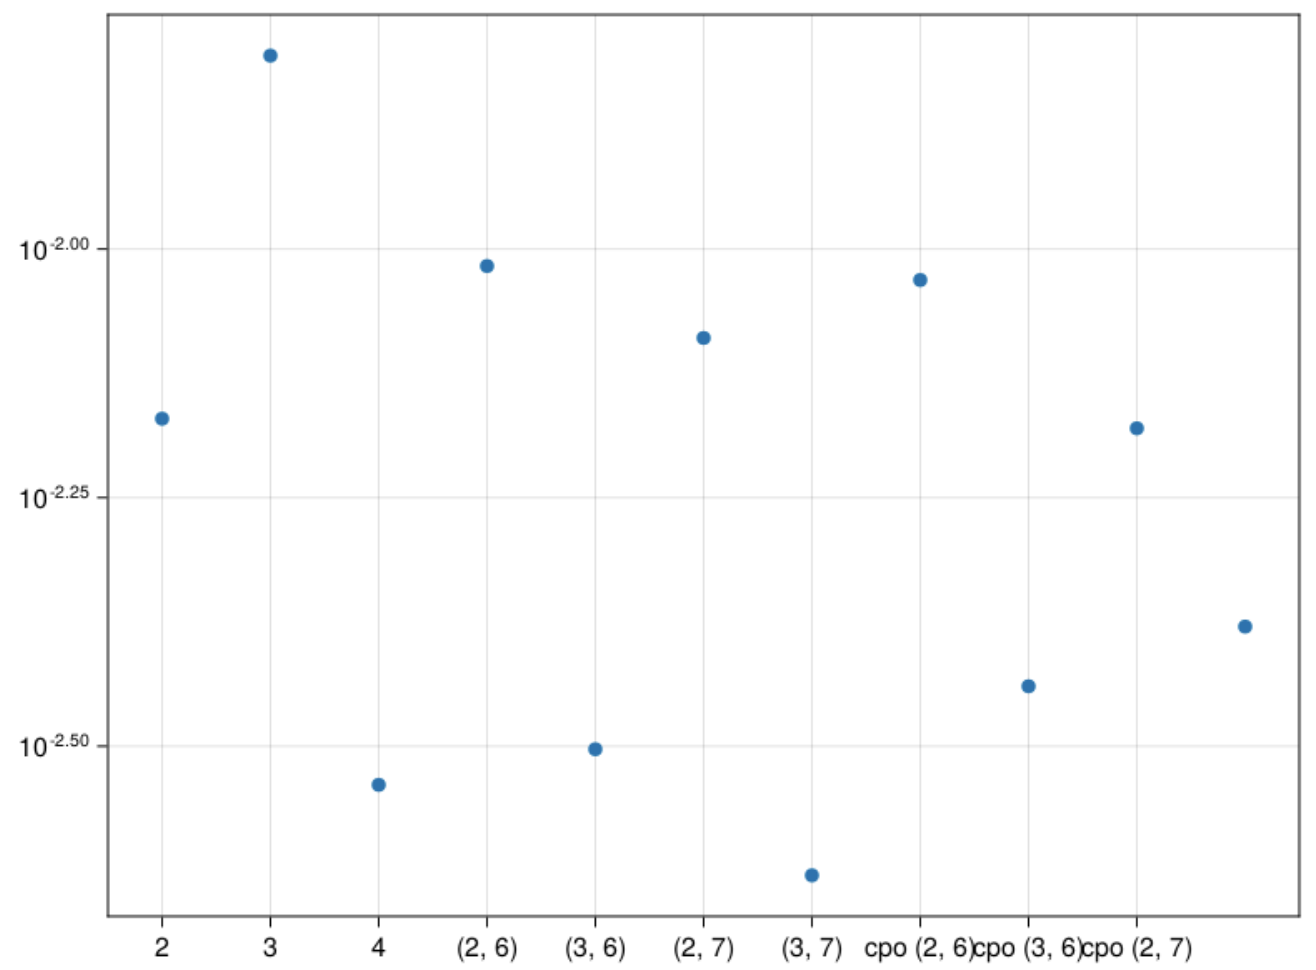 10-2.00
10-2.25
10-2.50
2 3 4 (2, 6) (3, 6) (2, 7) (3, 7) cpo (2, 6) cpo (3, 6) cpo (2, 7)